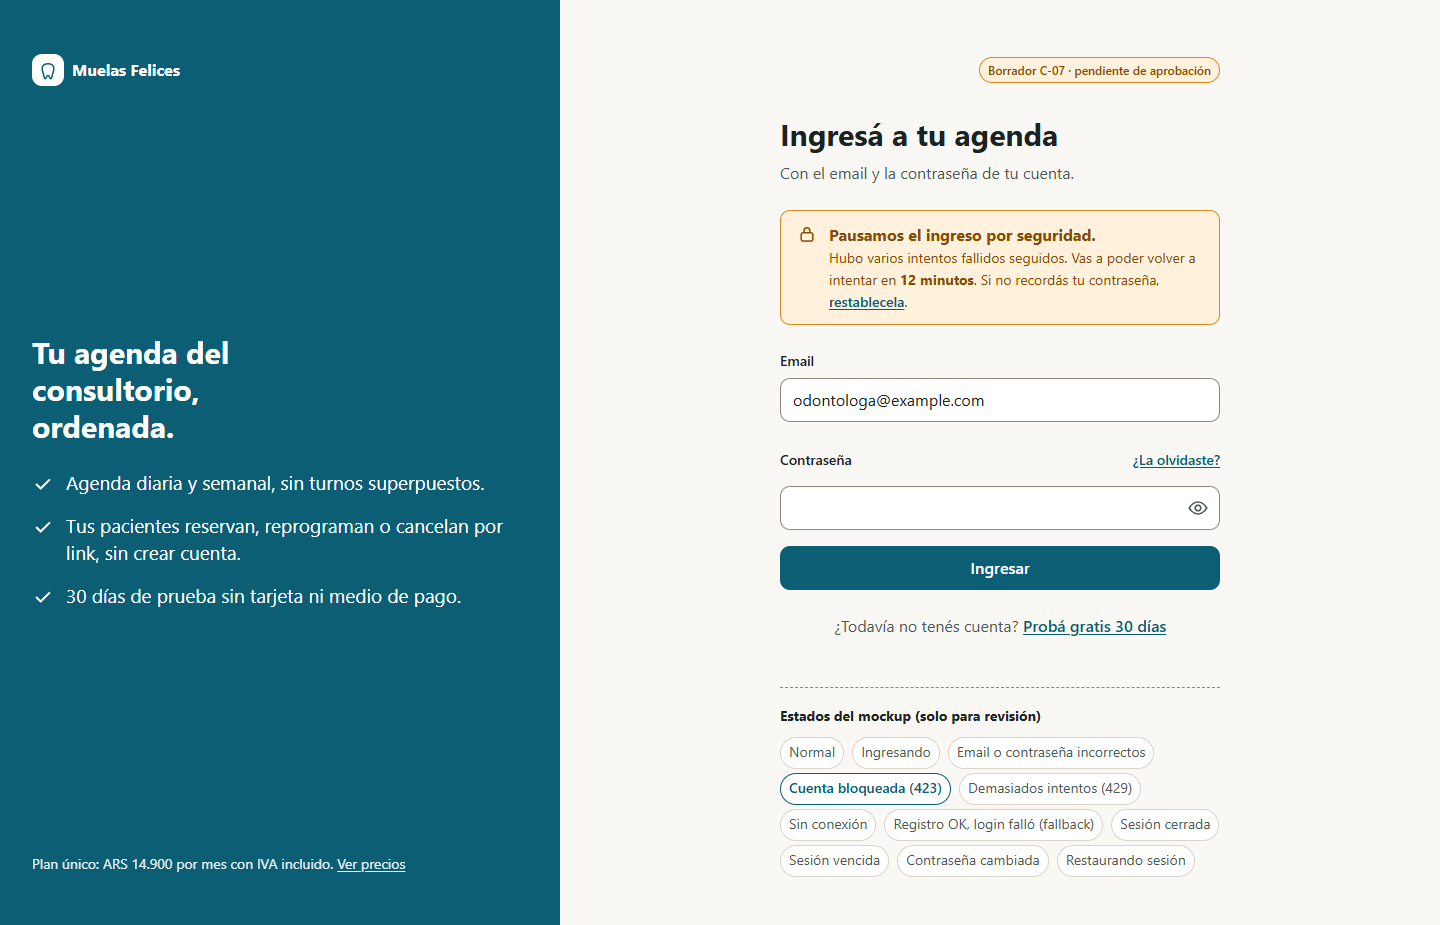 Muelas Felices
Tu agenda del
consultorio,
ordenada.
Agenda diaria y semanal, sin turnos superpuestos.
Tus pacientes reservan, reprograman o cancelan por
link, sin crear cuenta.
30 días de prueba sin tarjeta ni medio de pago.
Plan único: ARS 14.900 por mes con IVA incluido. Ver precios
Borrador C-07 · pendiente de aprobación
Ingresá a tu agenda
Con el email y la contraseña de tu cuenta.
Pausamos el ingreso por seguridad.
Hubo varios intentos fallidos seguidos. Vas a poder volver a
intentar en 12 minutos. Si no recordás tu contraseña,
restablecela.
Email
odontologa@example.com
Contraseña ¿La olvidaste?
Ingresar
¿Todavía no tenés cuenta? Probá gratis 30 días
Estados del mockup (solo para revisión)
Normal Ingresando Email o contraseña incorrectos
Cuenta bloqueada (423) Demasiados intentos (429)
Sin conexión Registro OK, login falló (fallback) Sesión cerrada
Sesión vencida Contraseña cambiada Restaurando sesión